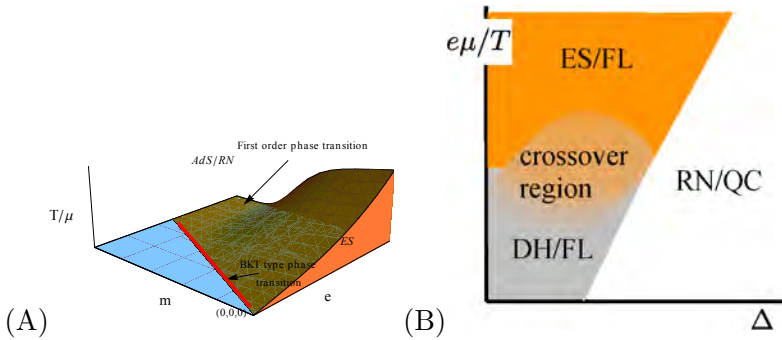 First order phase transition
AdS/RN
T/μ
ES
BKT type phase
transition
m
e
(0,0,0)
(A)
eμ/T
ES/FL
crossover
region
RN/QC
DH/FL
Δ
(B)